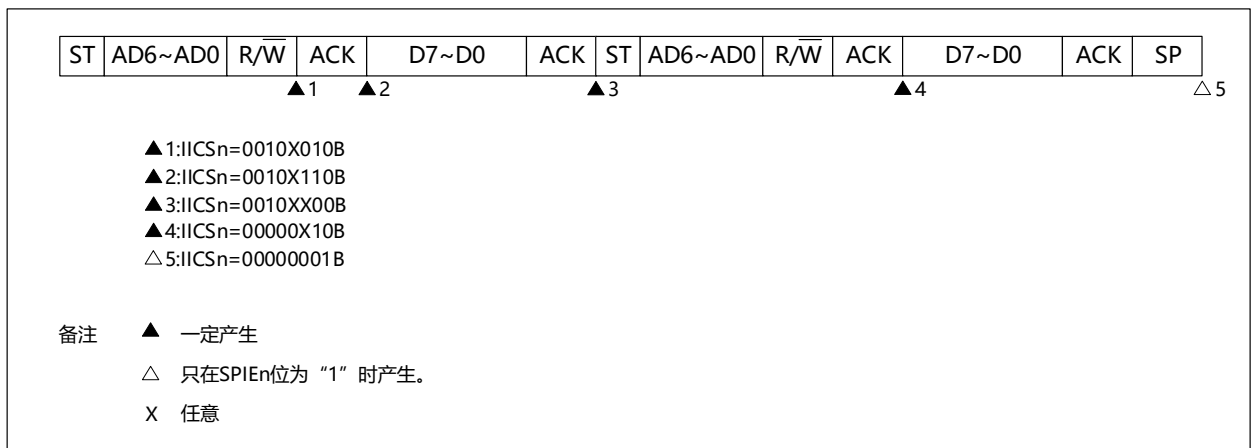 ST AD6~AD0 R/W̅ ACK D7~D0 ACK ST AD6~AD0 R/W̅ ACK D7~D0 ACK SP
▲1 ▲2 ▲3 ▲4 △5
▲1:IICSn=0010X010B
▲2:IICSn=0010X110B
▲3:IICSn=0010XX00B
▲4:IICSn=00000X10B
△5:IICSn=00000001B
备注 ▲ 一定产生
△ 只在SPIEn位为“1”时产生。
X 任意